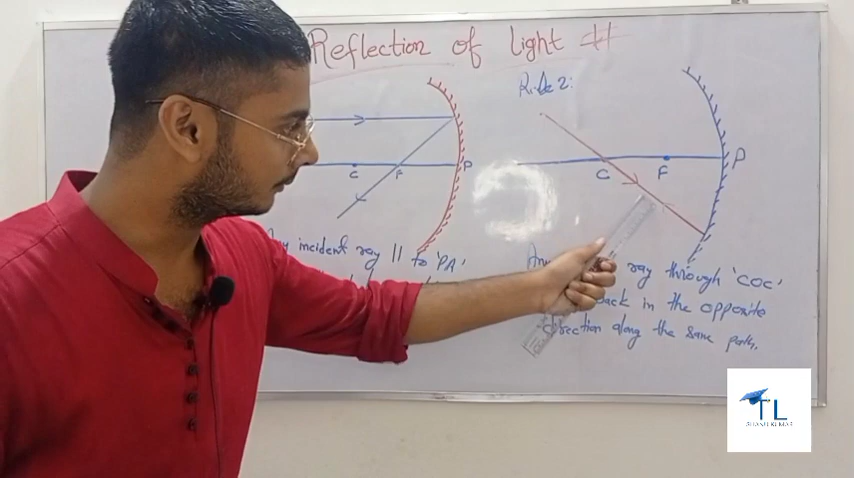 Reflection of light #
Rule 2:
P
C F
P
C F
incident ray || to 'PA'
ray through 'COC'
back in the opposite
direction along the same path.
TL